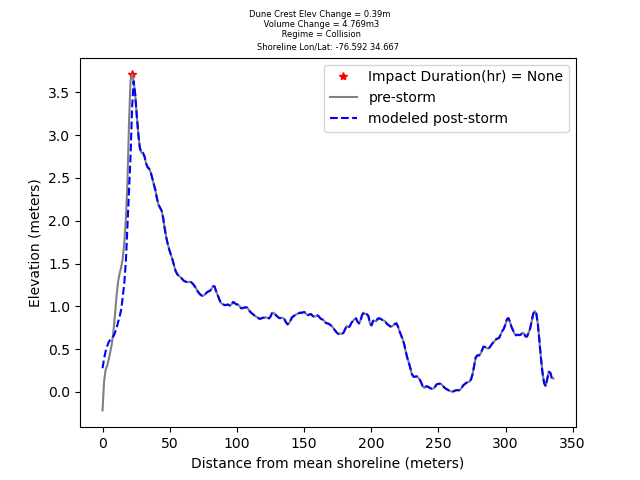 Dune Crest Elev Change = 0.39m
Volume Change = 4.769m3
Regime = Collision
Shoreline Lon/Lat: -76.592 34.667
Impact Duration(hr) = None
pre-storm
modeled post-storm
Elevation (meters)
3.5
3.0
2.5
2.0
1.5
1.0
0.5
0.0
0 50 100 150 200 250 300 350
Distance from mean shoreline (meters)